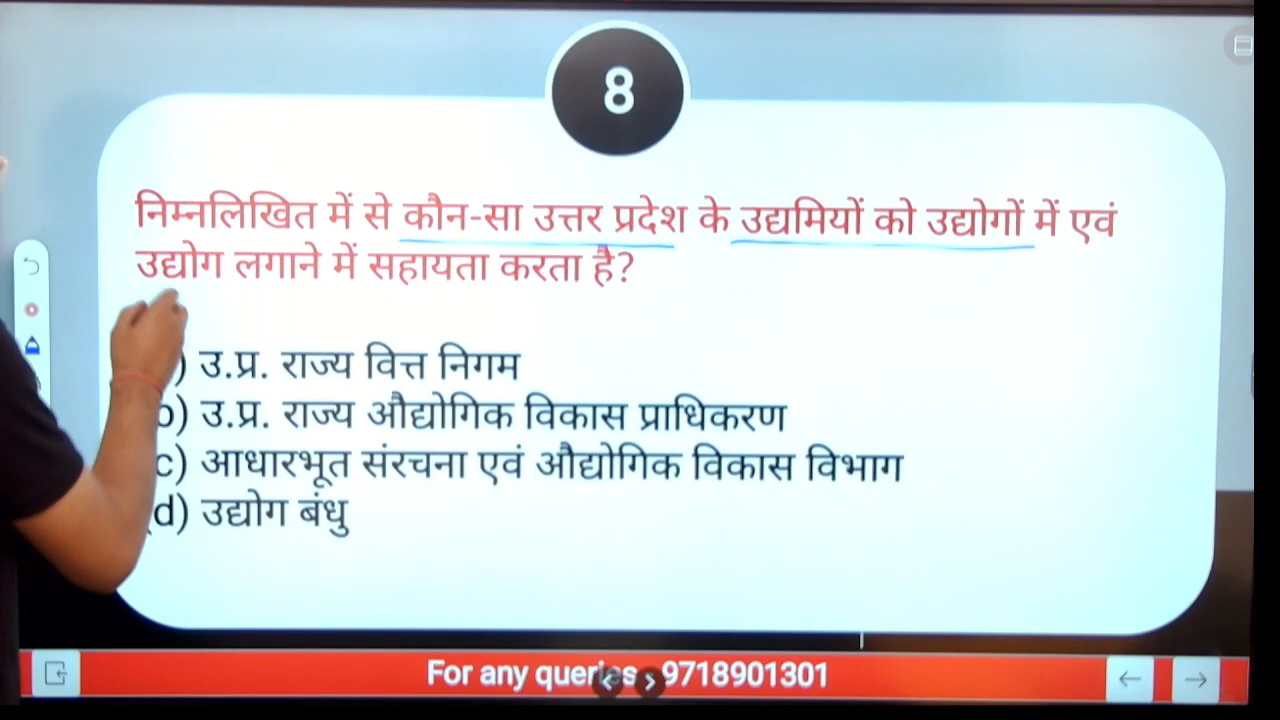 8
निम्नलिखित में से कौन-सा उत्तर प्रदेश के उद्यमियों को उद्योगों में एवं
उद्योग लगाने में सहायता करता है?
) उ.प्र. राज्य वित्त निगम
b) उ.प्र. राज्य औद्योगिक विकास प्राधिकरण
c) आधारभूत संरचना एवं औद्योगिक विकास विभाग
(d) उद्योग बंधु
For any queries 9718901301